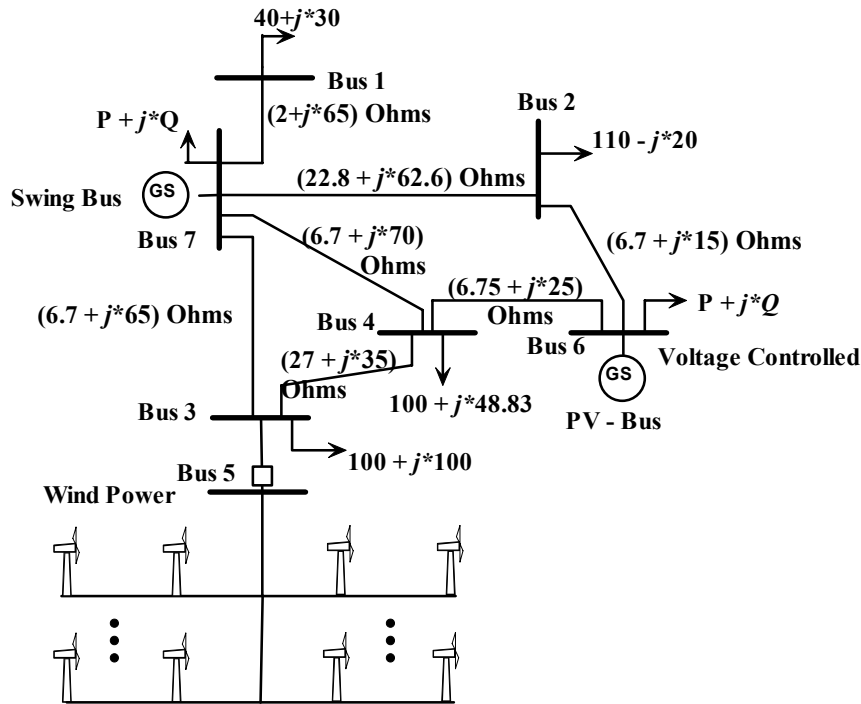 40+j*30
Bus 1
Bus 2
P + j*Q
(2+j*65) Ohms
110 - j*20
(22.8 + j*62.6) Ohms
GS
Swing Bus
Bus 7
(6.7 + j*70)
Ohms
(6.7 + j*15) Ohms
(6.7 + j*65) Ohms
(6.75 + j*25)
Ohms
P + j*Q
Bus 4
Bus 6
Voltage Controlled
(27 + j*35)
Ohms
GS
100 + j*48.83
PV - Bus
Bus 3
100 + j*100
Bus 5
Wind Power